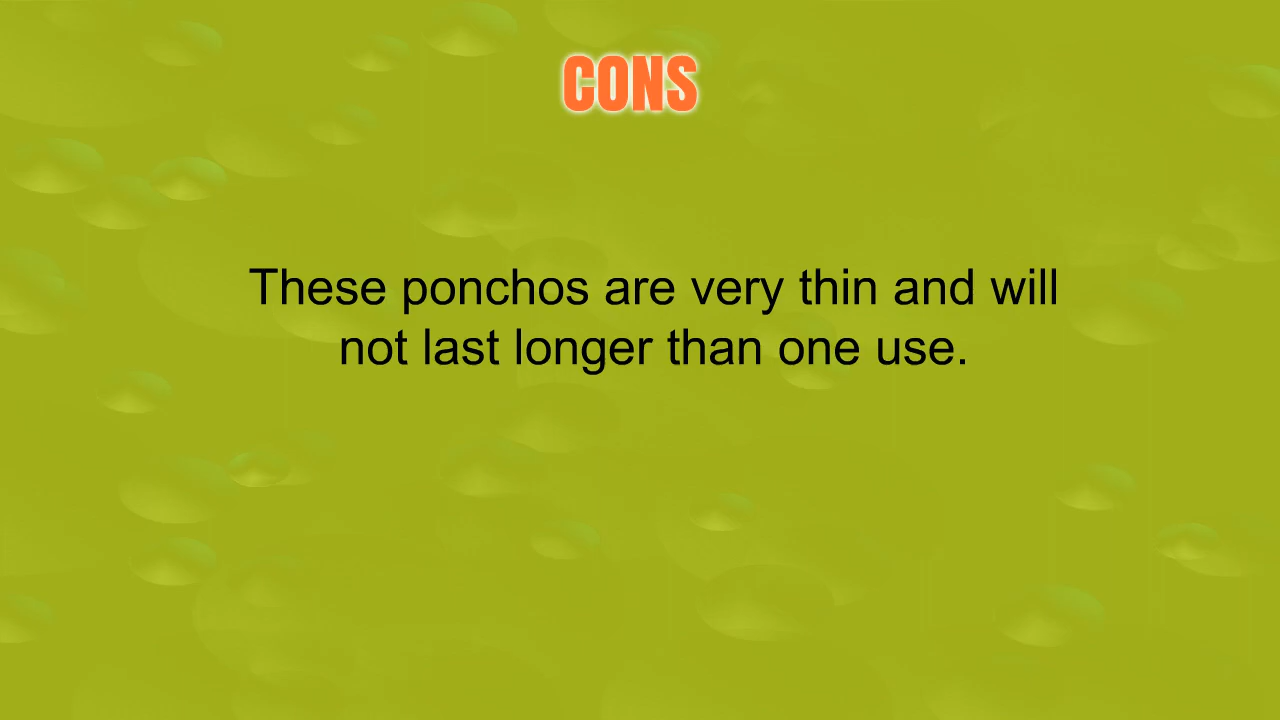 CONS
These ponchos are very thin and will
not last longer than one use.